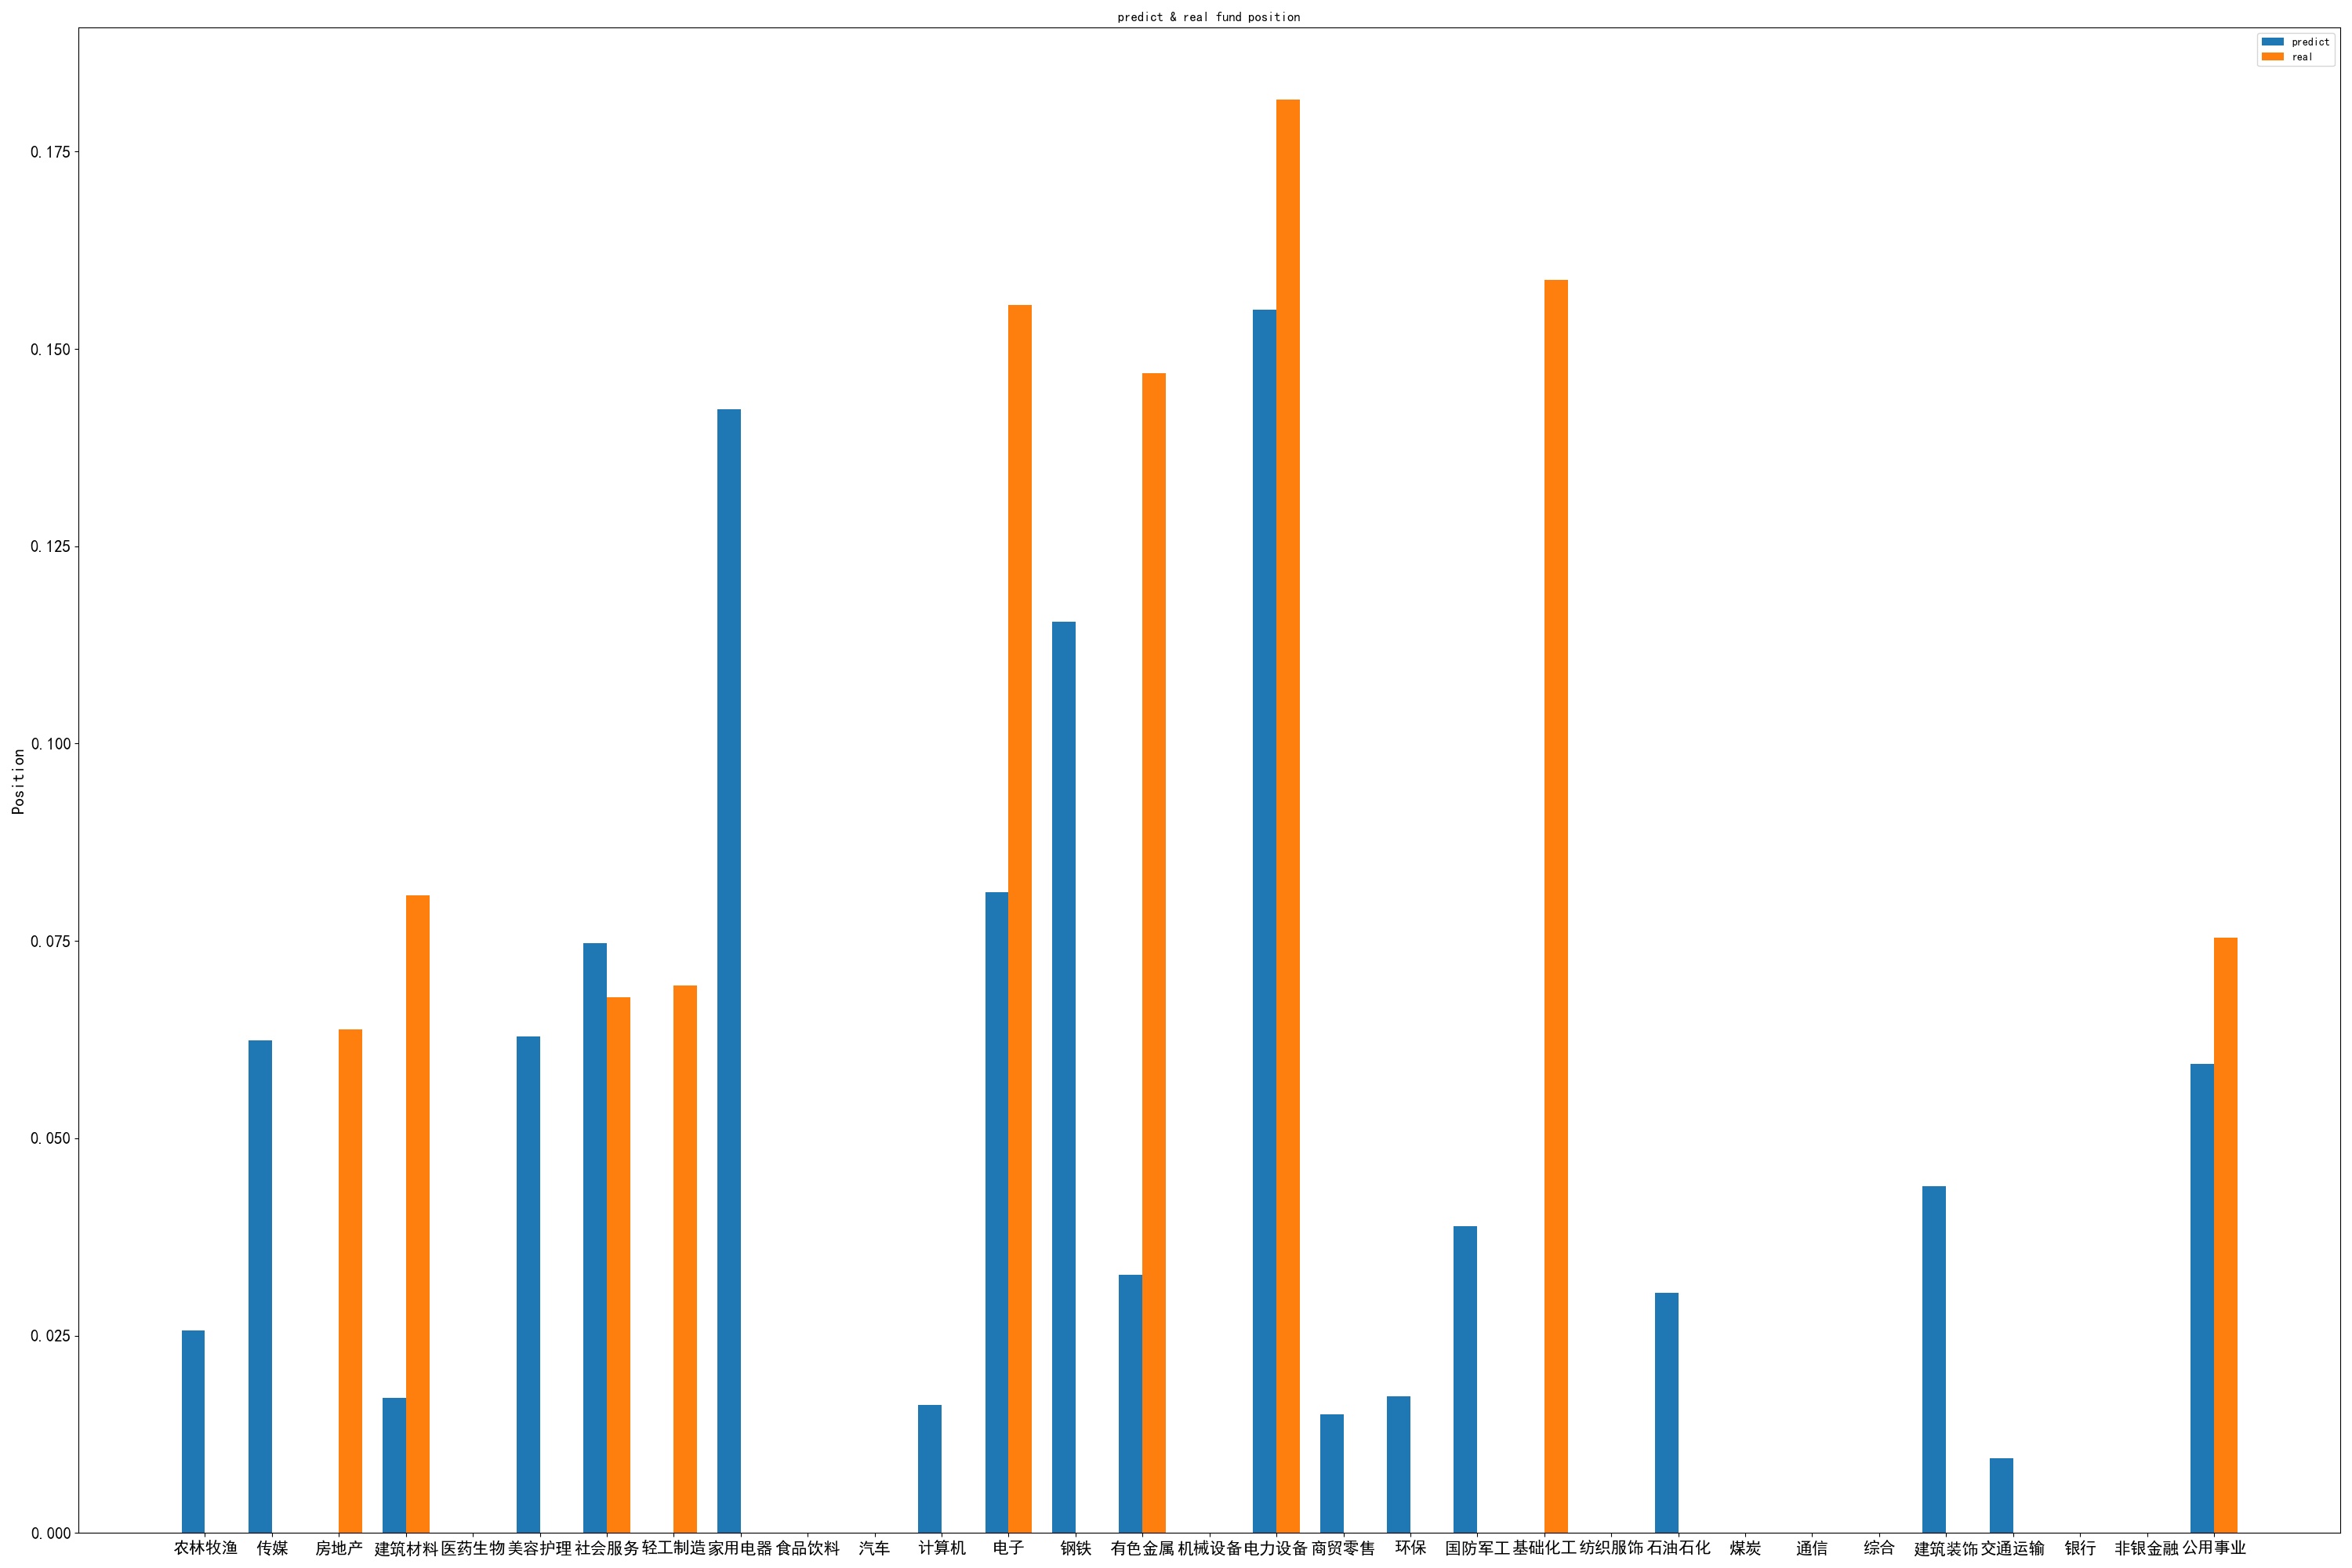 predict & real fund position
predict
real
0.175
0.150
0.125
0.100
0.075
0.050
0.025
0.000
Position
农林牧渔 传媒 房地产 建筑材料 医药生物 美容护理 社会服务 轻工制造 家用电器 食品饮料 汽车 计算机 电子 钢铁 有色金属 机械设备 电力设备 商贸零售 环保 国防军工 基础化工 纺织服饰 石油石化 煤炭 通信 综合 建筑装饰 交通运输 银行 非银金融 公用事业